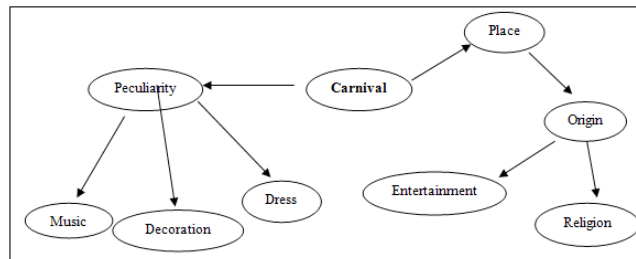 Place
Peculiarity
Carnival
Origin
Entertainment
Dress
Music
Decoration
Religion